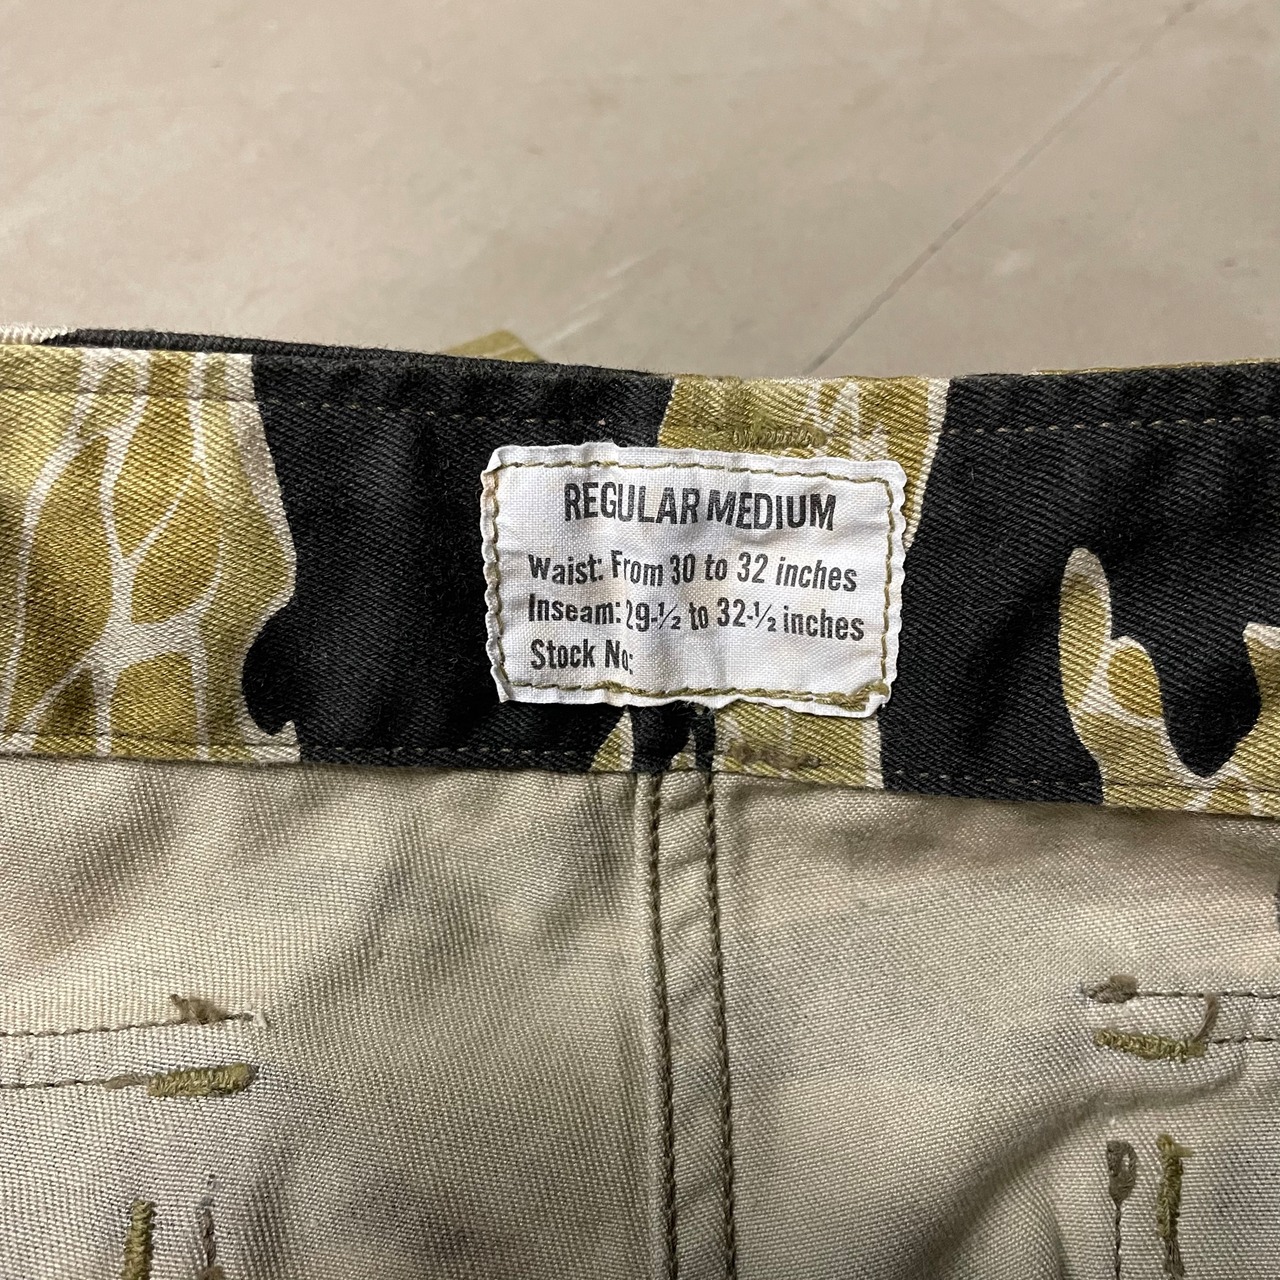 REGULAR MEDIUM
Waist: From 30 to 32 inches
Inseam: 29-½ to 32-½ inches
Stock No: